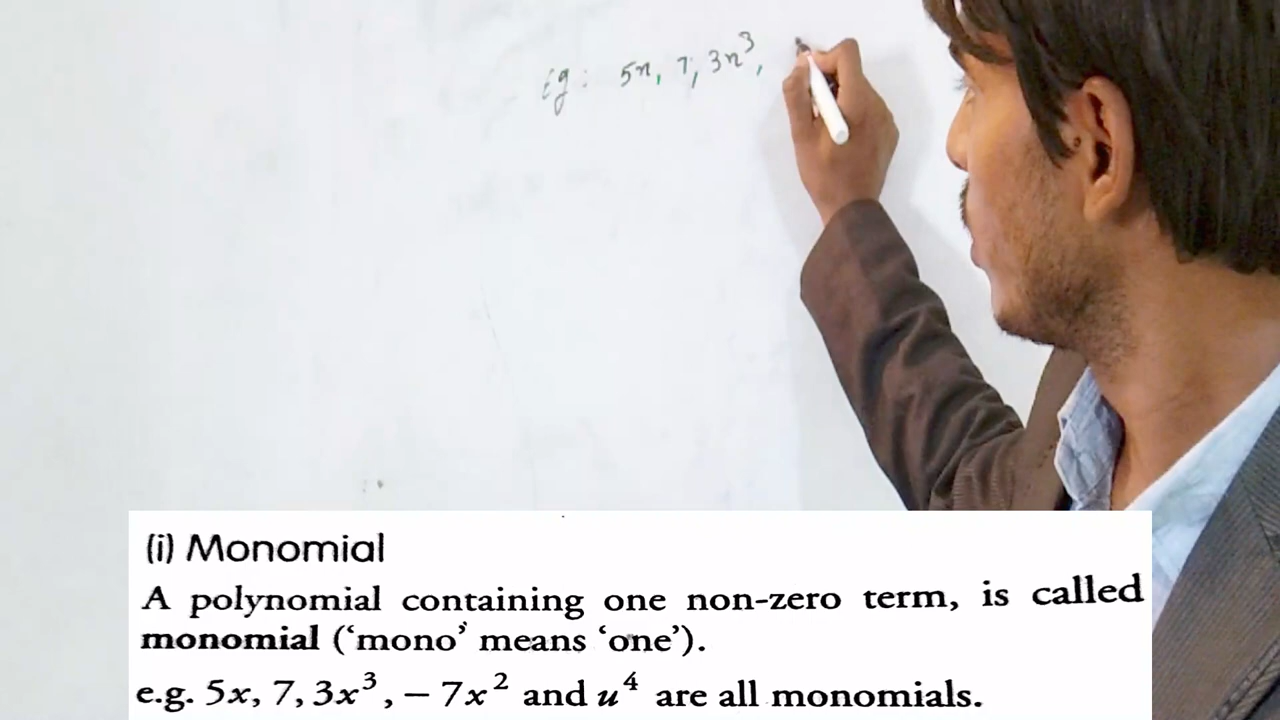 eg: 5x, 7, 3x³,
(i) Monomial
A polynomial containing one non-zero term, is called
monomial (‘mono’ means ‘one’).
e.g. 5x, 7, 3x³, – 7x² and u⁴ are all monomials.